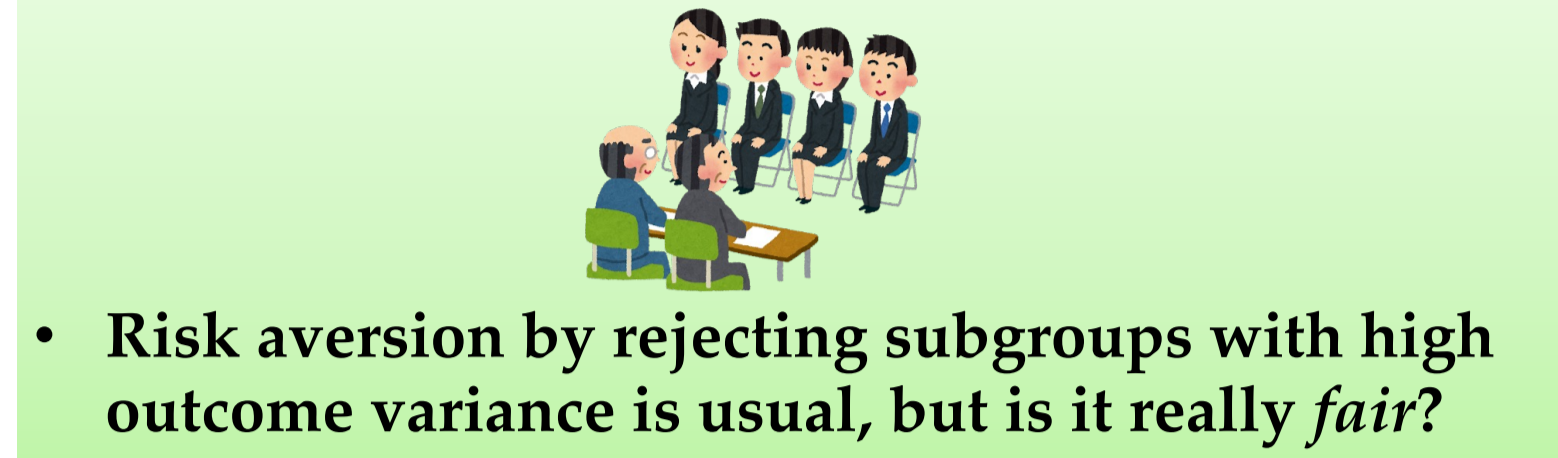 • Risk aversion by rejecting subgroups with high
outcome variance is usual, but is it really fair?